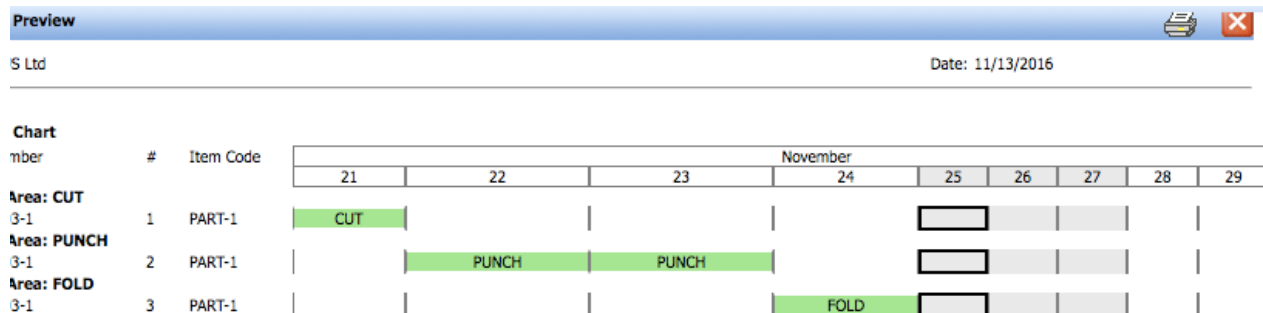 Preview
'S Ltd Date: 11/13/2016
Chart
mber # Item Code November
21 22 23 24 25 26 27 28 29
Area: CUT
3-1 1 PART-1 CUT
Area: PUNCH
3-1 2 PART-1 PUNCH PUNCH
Area: FOLD
3-1 3 PART-1 FOLD